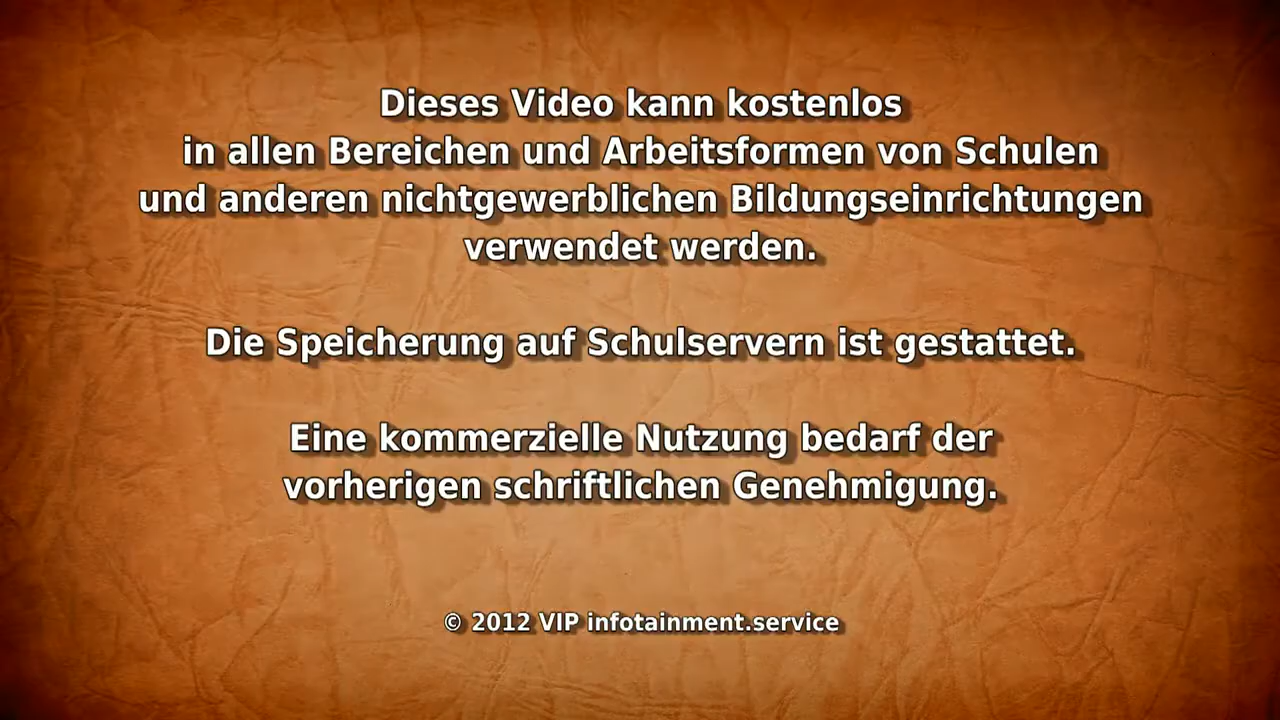 Dieses Video kann kostenlos
in allen Bereichen und Arbeitsformen von Schulen
und anderen nichtgewerblichen Bildungseinrichtungen
verwendet werden.
Die Speicherung auf Schulservern ist gestattet.
Eine kommerzielle Nutzung bedarf der
vorherigen schriftlichen Genehmigung.
© 2012 VIP infotainment.service